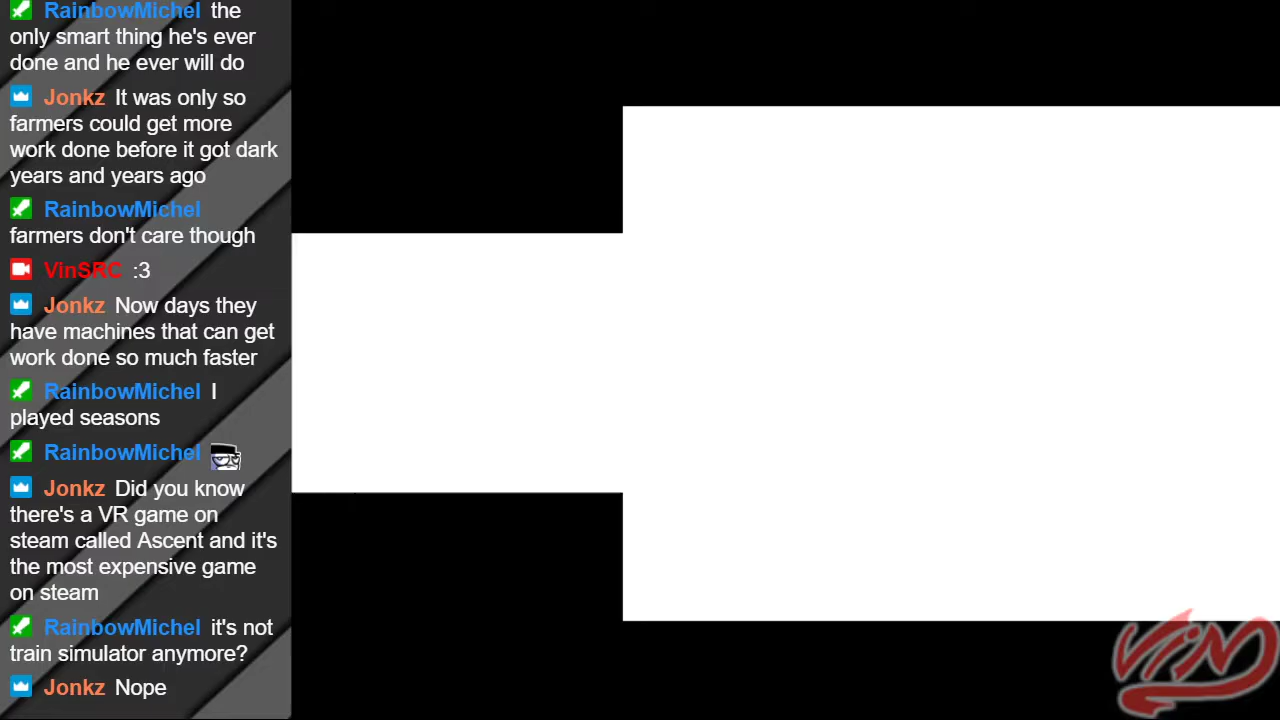 RainbowMichel the
only smart thing he's ever
done and he ever will do
Jonkz It was only so
farmers could get more
work done before it got dark
years and years ago
RainbowMichel
farmers don't care though
VinSRC :3
Jonkz Now days they
have machines that can get
work done so much faster
RainbowMichel I
played seasons
RainbowMichel
Jonkz Did you know
there's a VR game on
steam called Ascent and it's
the most expensive game
on steam
RainbowMichel it's not
train simulator anymore?
Jonkz Nope
ViN